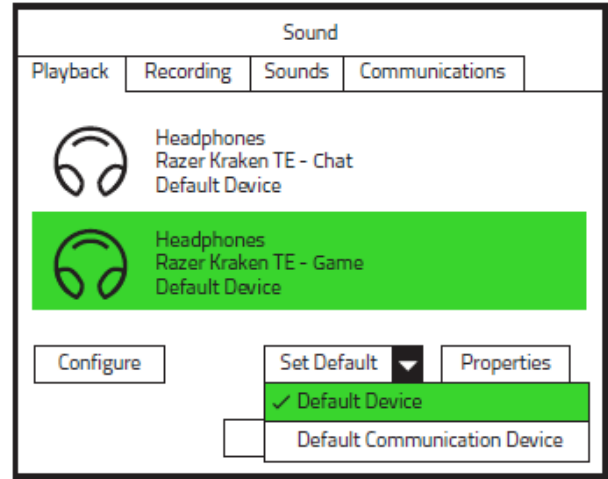 Sound
Playback Recording Sounds Communications
Headphones
Razer Kraken TE - Chat
Default Device
Headphones
Razer Kraken TE - Game
Default Device
Configure Set Default Properties
Default Device
Default Communication Device